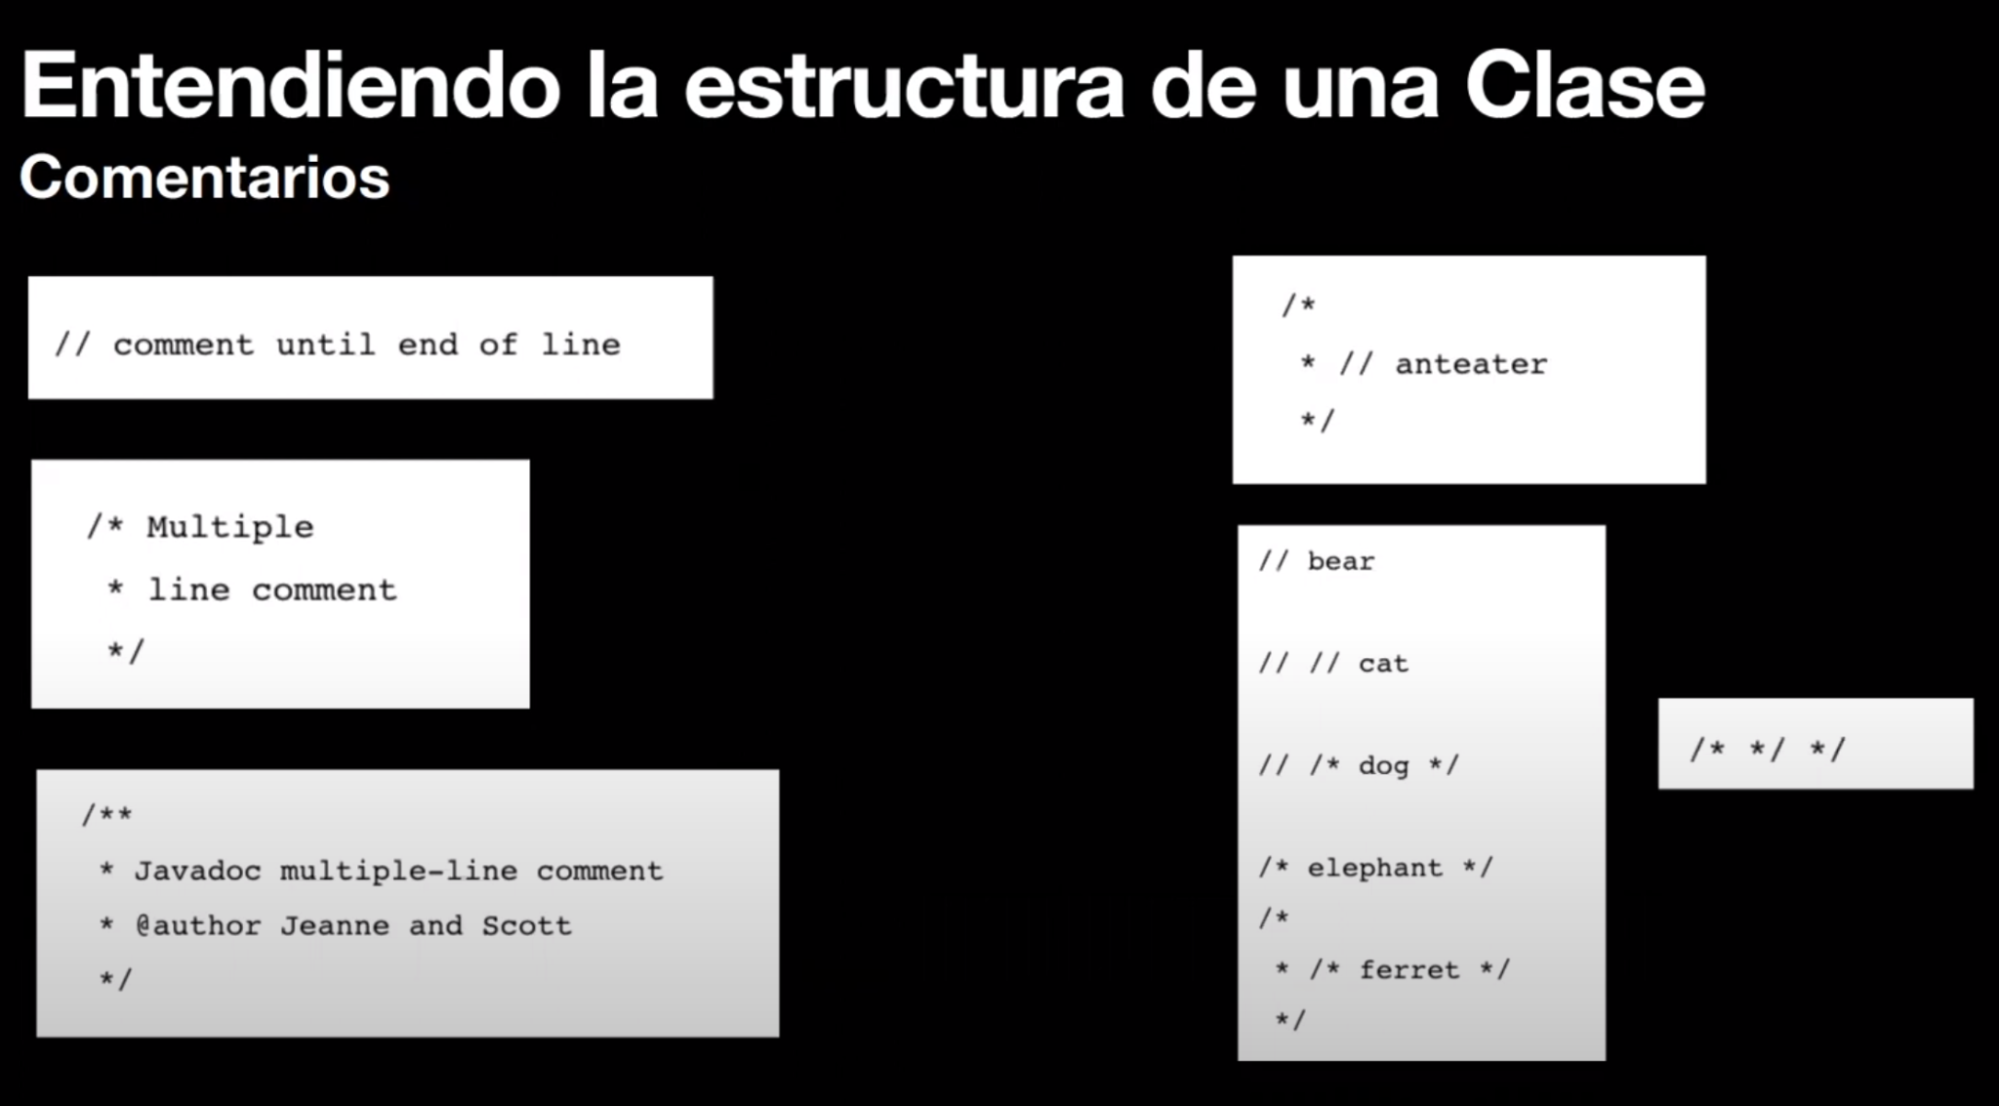 Entendiendo la estructura de una Clase
Comentarios
// comment until end of line
/* Multiple
* line comment
*/
/**
* Javadoc multiple-line comment
* @author Jeanne and Scott
*/
/*
* // anteater
*/
// bear
// // cat
// /* dog */
/* elephant */
/*
* /* ferret */
*/
/* */ */